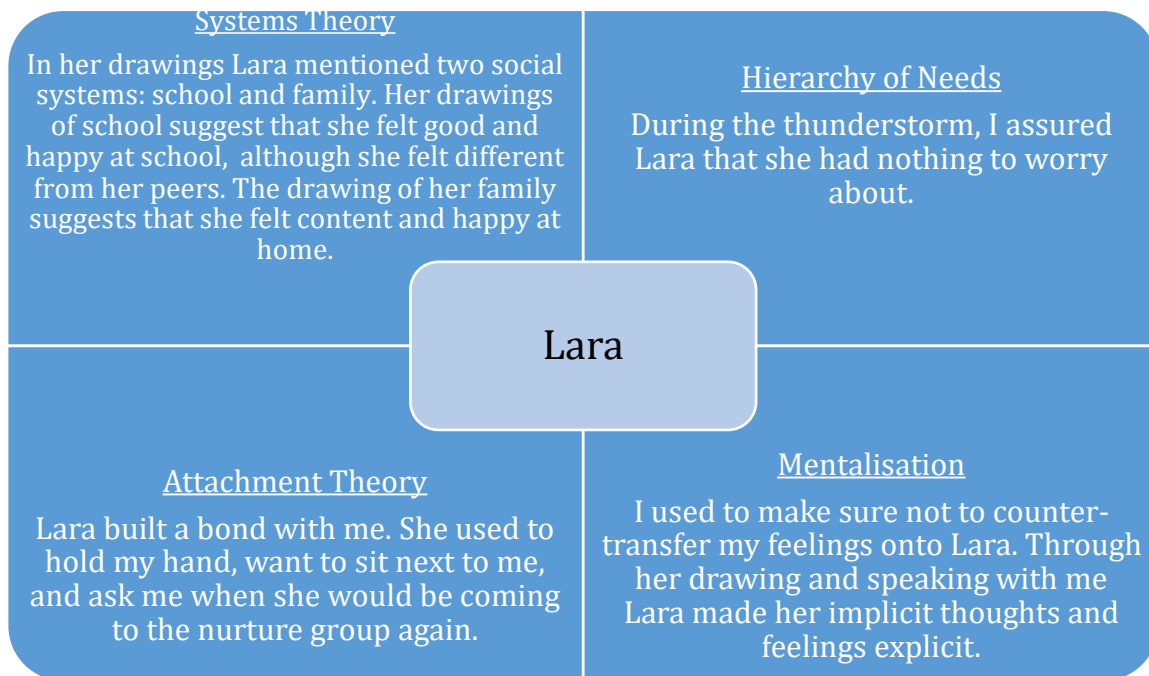 Systems Theory
In her drawings Lara mentioned two social
systems: school and family. Her drawings
of school suggest that she felt good and
happy at school,  although she felt different
from her peers. The drawing of her family
suggests that she felt content and happy at
home.
Hierarchy of Needs
During the thunderstorm, I assured
Lara that she had nothing to worry
about.
Lara
Attachment Theory
Lara built a bond with me. She used to
hold my hand, want to sit next to me,
and ask me when she would be coming
to the nurture group again.
Mentalisation
I used to make sure not to counter-
transfer my feelings onto Lara. Through
her drawing and speaking with me
Lara made her implicit thoughts and
feelings explicit.